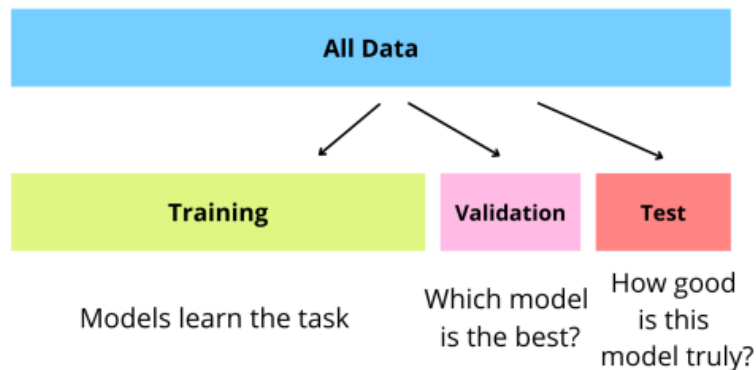 All Data
Training
Validation
Test
Models learn the task
Which model
is the best?
How good
is this
model truly?